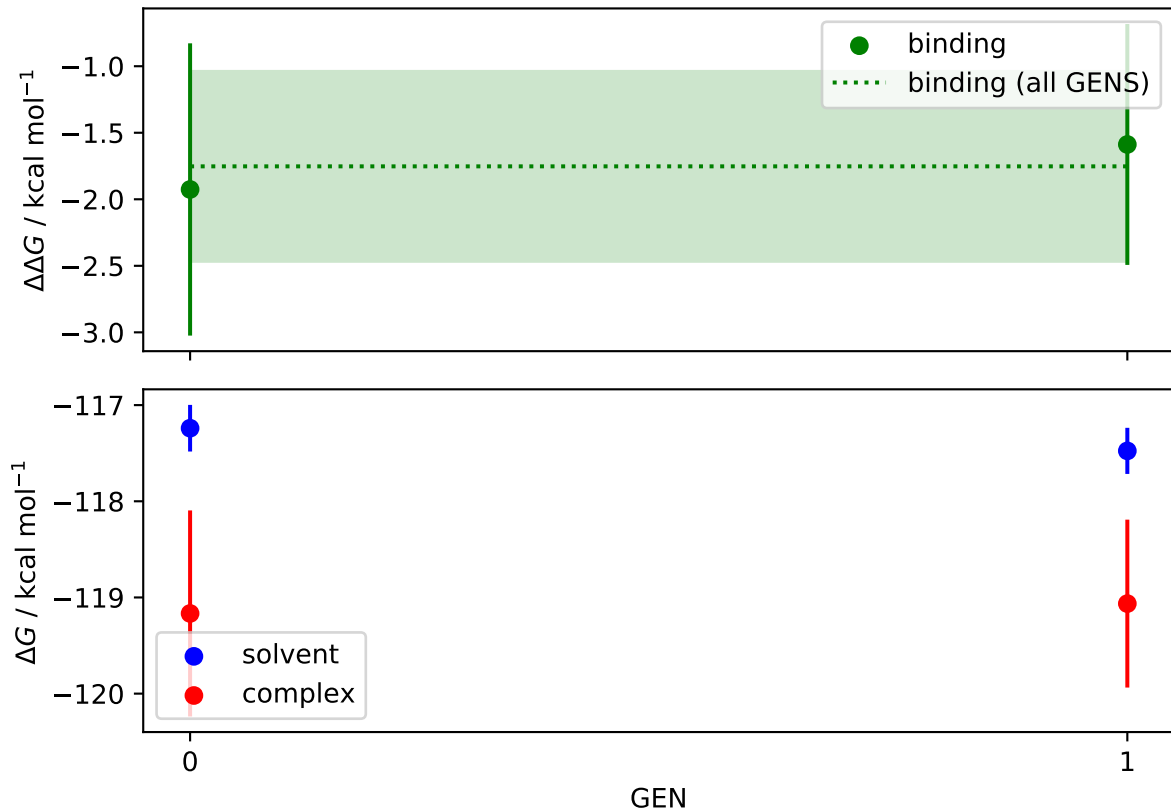 binding
binding (all GENS)
−1.0
−1.5
−2.0
−2.5
−3.0
ΔΔG / kcal mol⁻¹
−117
−118
−119
−120
ΔG / kcal mol⁻¹
solvent
complex
0
1
GEN